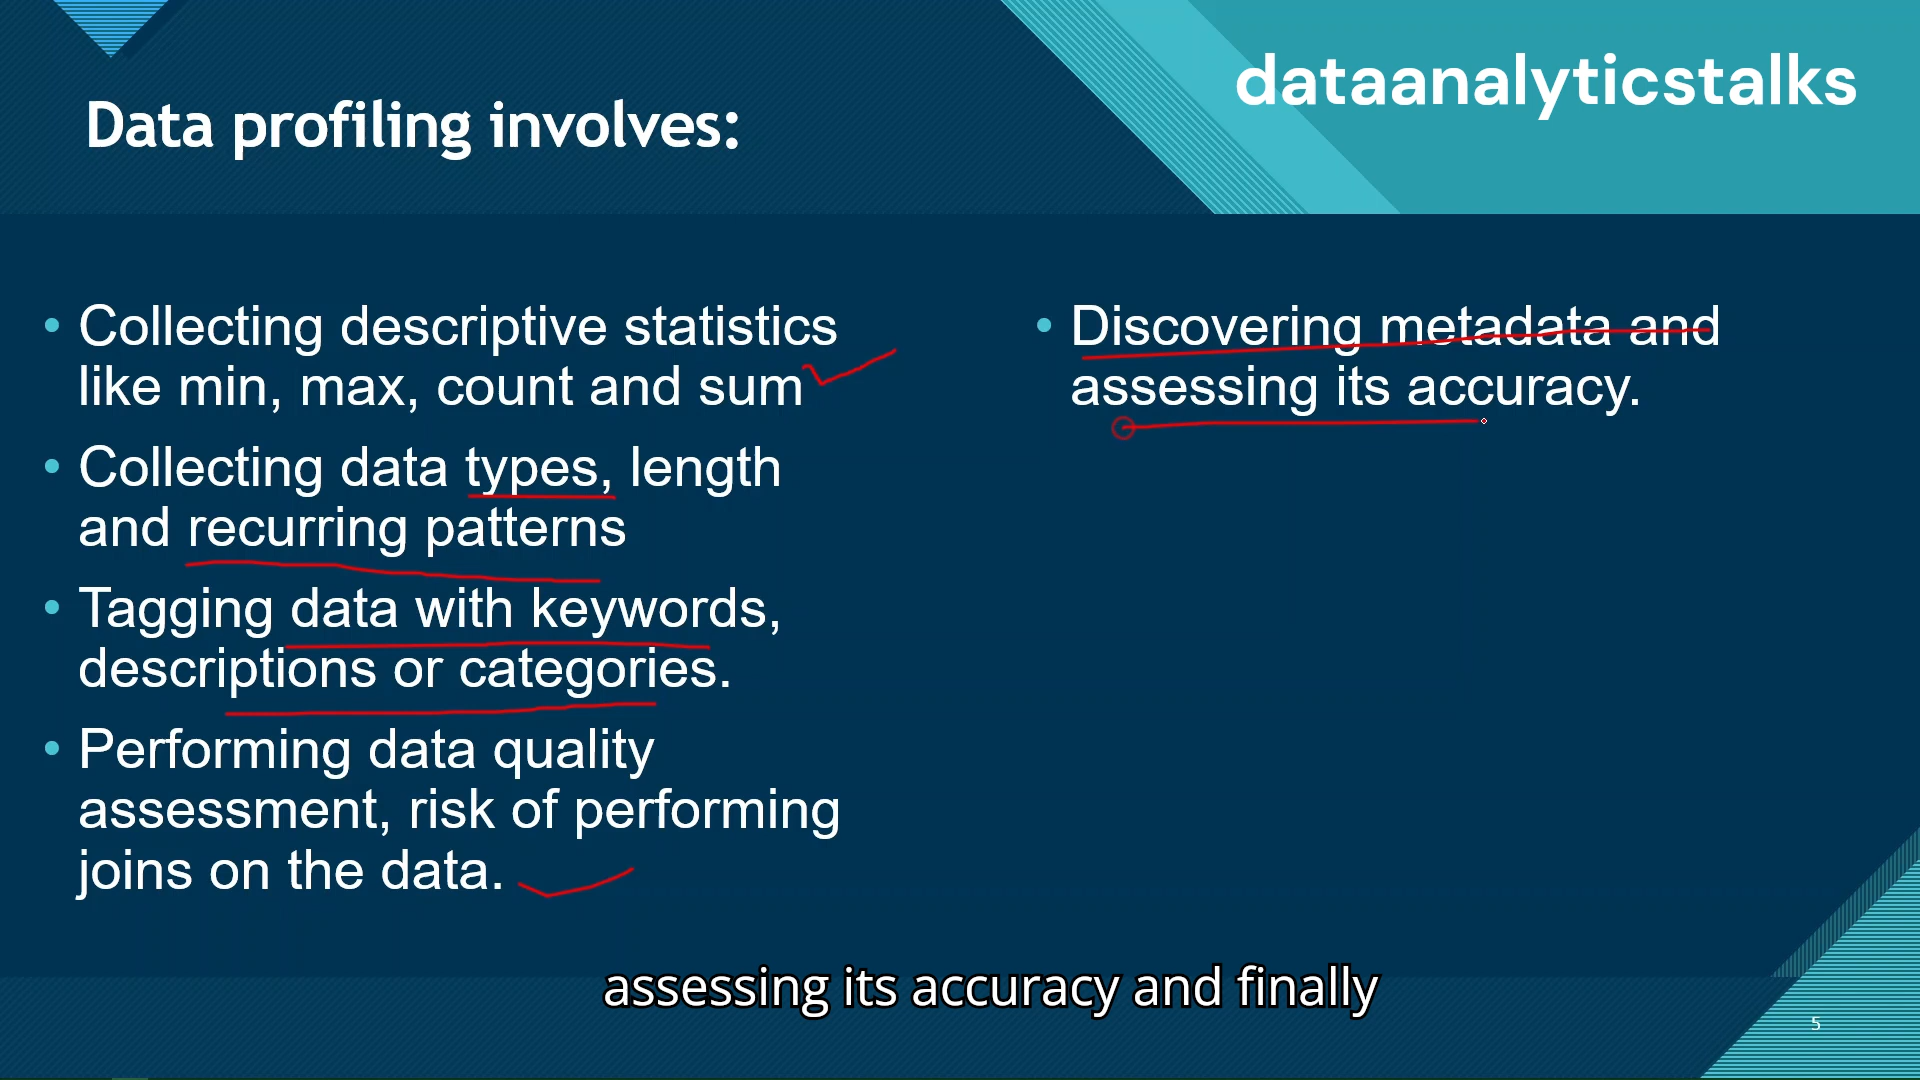 dataanalyticstalks
Data profiling involves:
• Collecting descriptive statistics
like min, max, count and sum
• Collecting data types, length
and recurring patterns
• Tagging data with keywords,
descriptions or categories.
• Performing data quality
assessment, risk of performing
joins on the data.
• Discovering metadata and
assessing its accuracy.
assessing its accuracy and finally
5